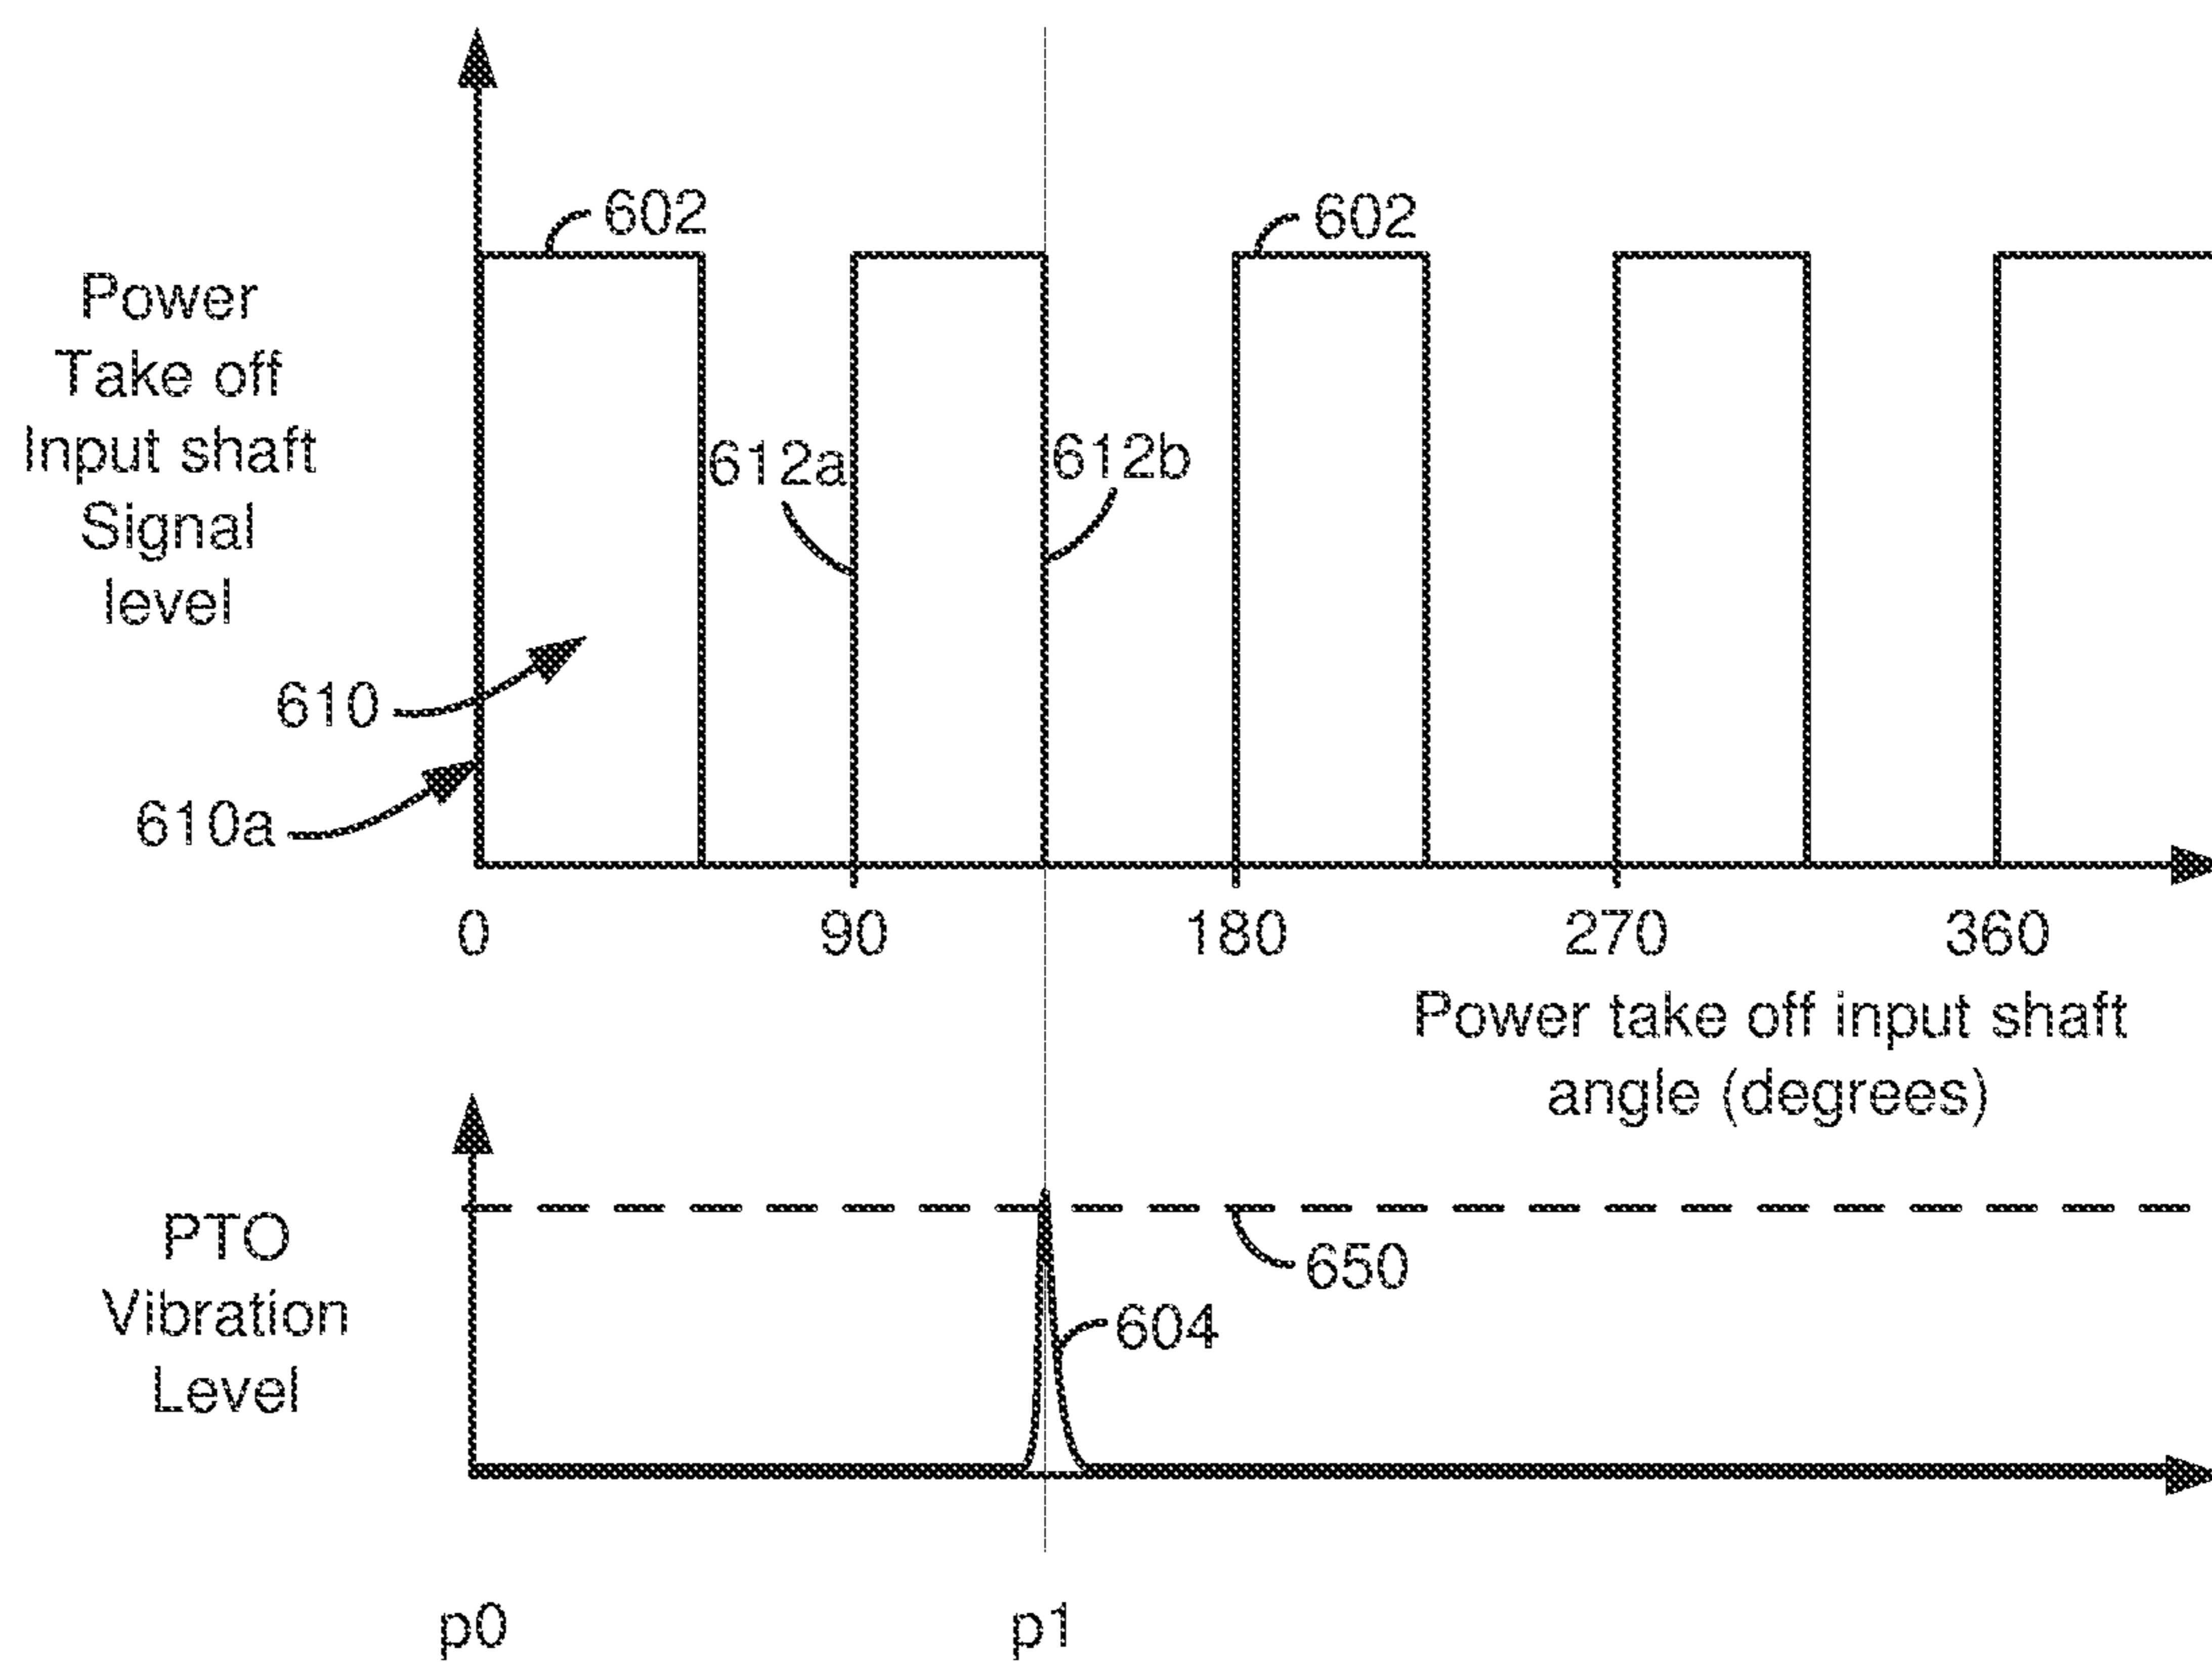 602
602
Power
Take off
Input shaft
Signal
level
612a
612b
610
610a
0 90 180 270 360
Power take off input shaft
angle (degrees)
PTO
Vibration
Level
650
604
p0 p1